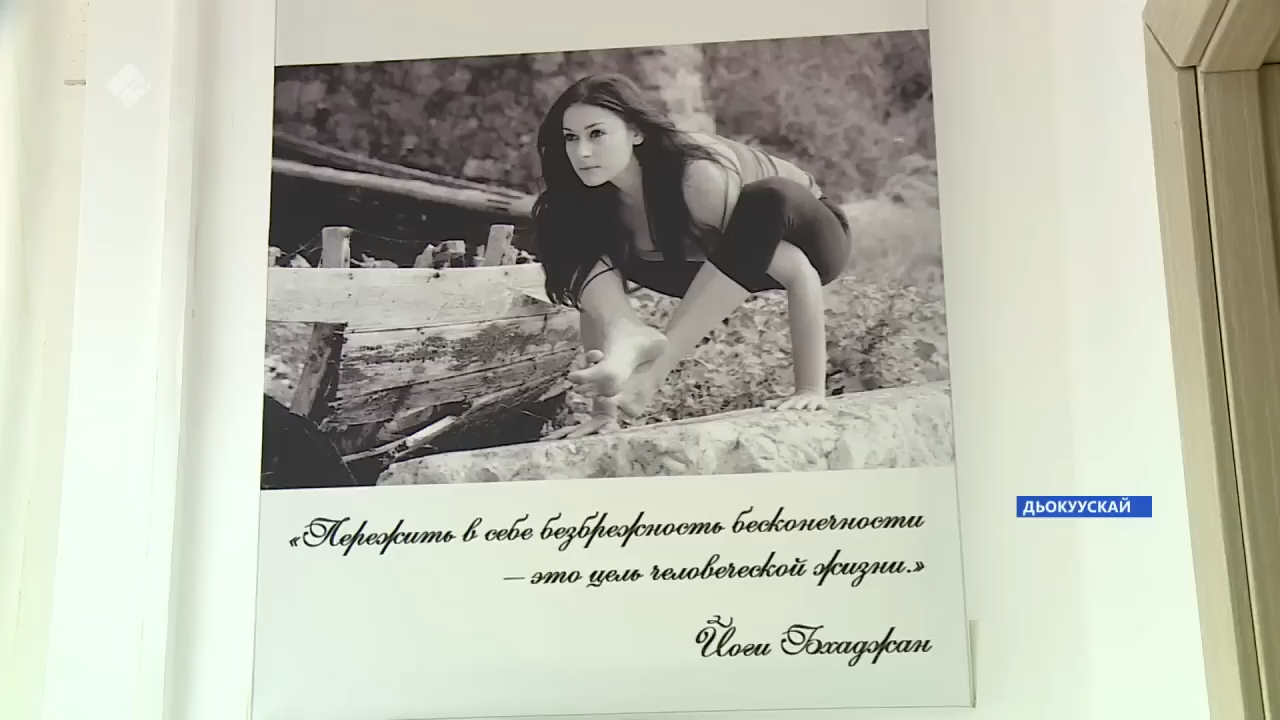 «Пережить в себе безбрежность бесконечности
– это цель человеческой жизни.»
Йоги Бхаджан
ДЬОКУУСКАЙ